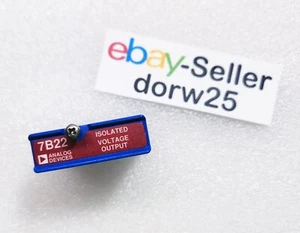 ebay-Seller
dorw25
7B22
ANALOG
DEVICES
ISOLATED
VOLTAGE
OUTPUT